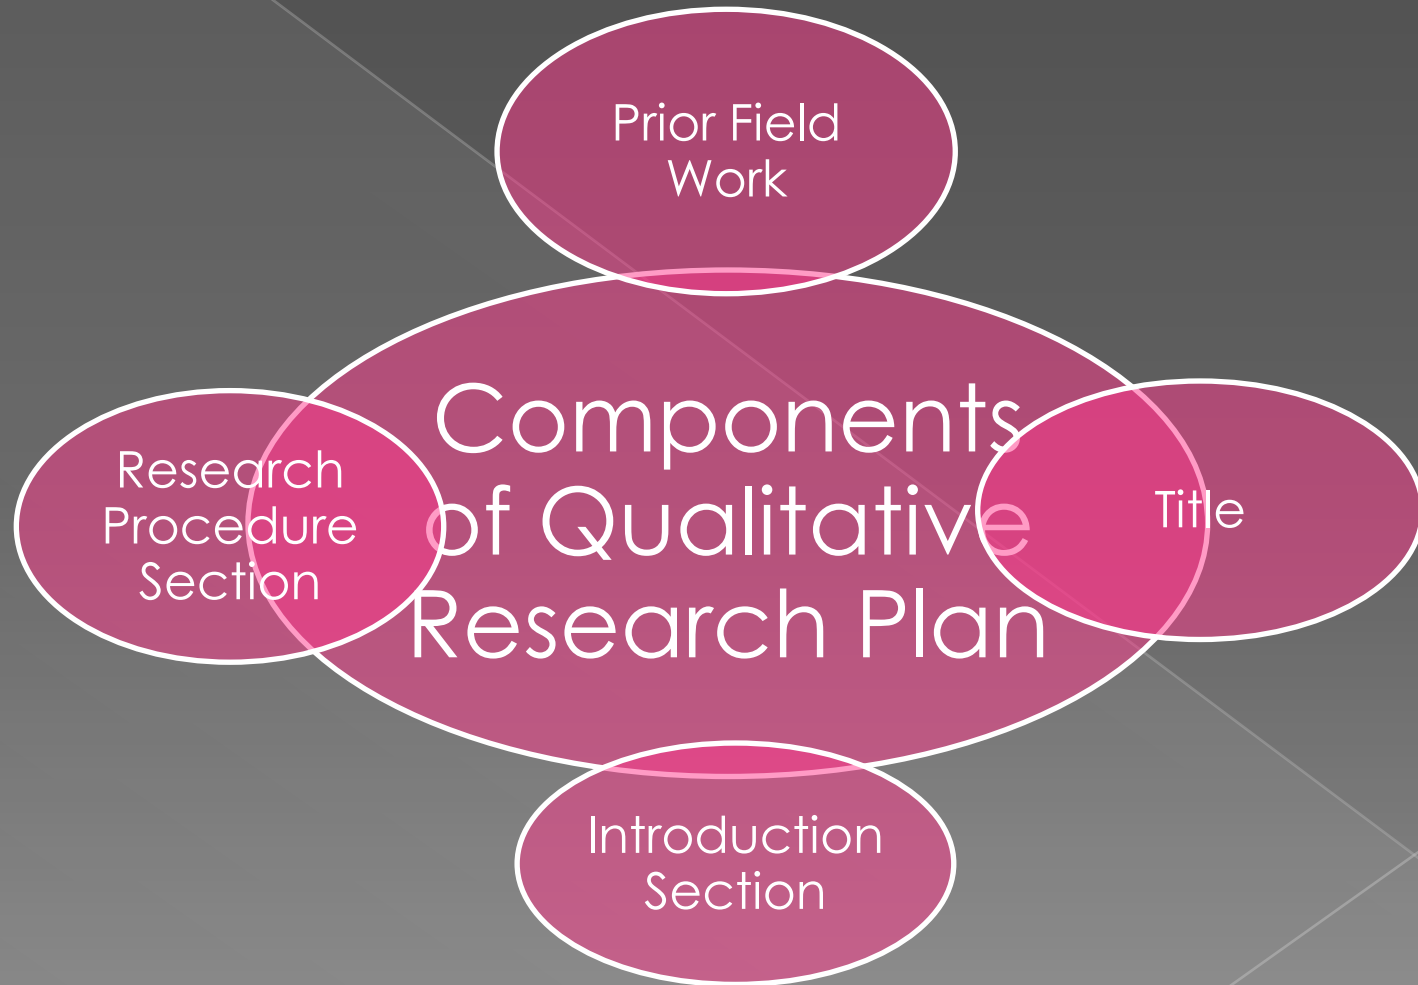 Prior Field
Work
Components
of Qualitative
Research Plan
Research
Procedure
Section
Title
Introduction
Section